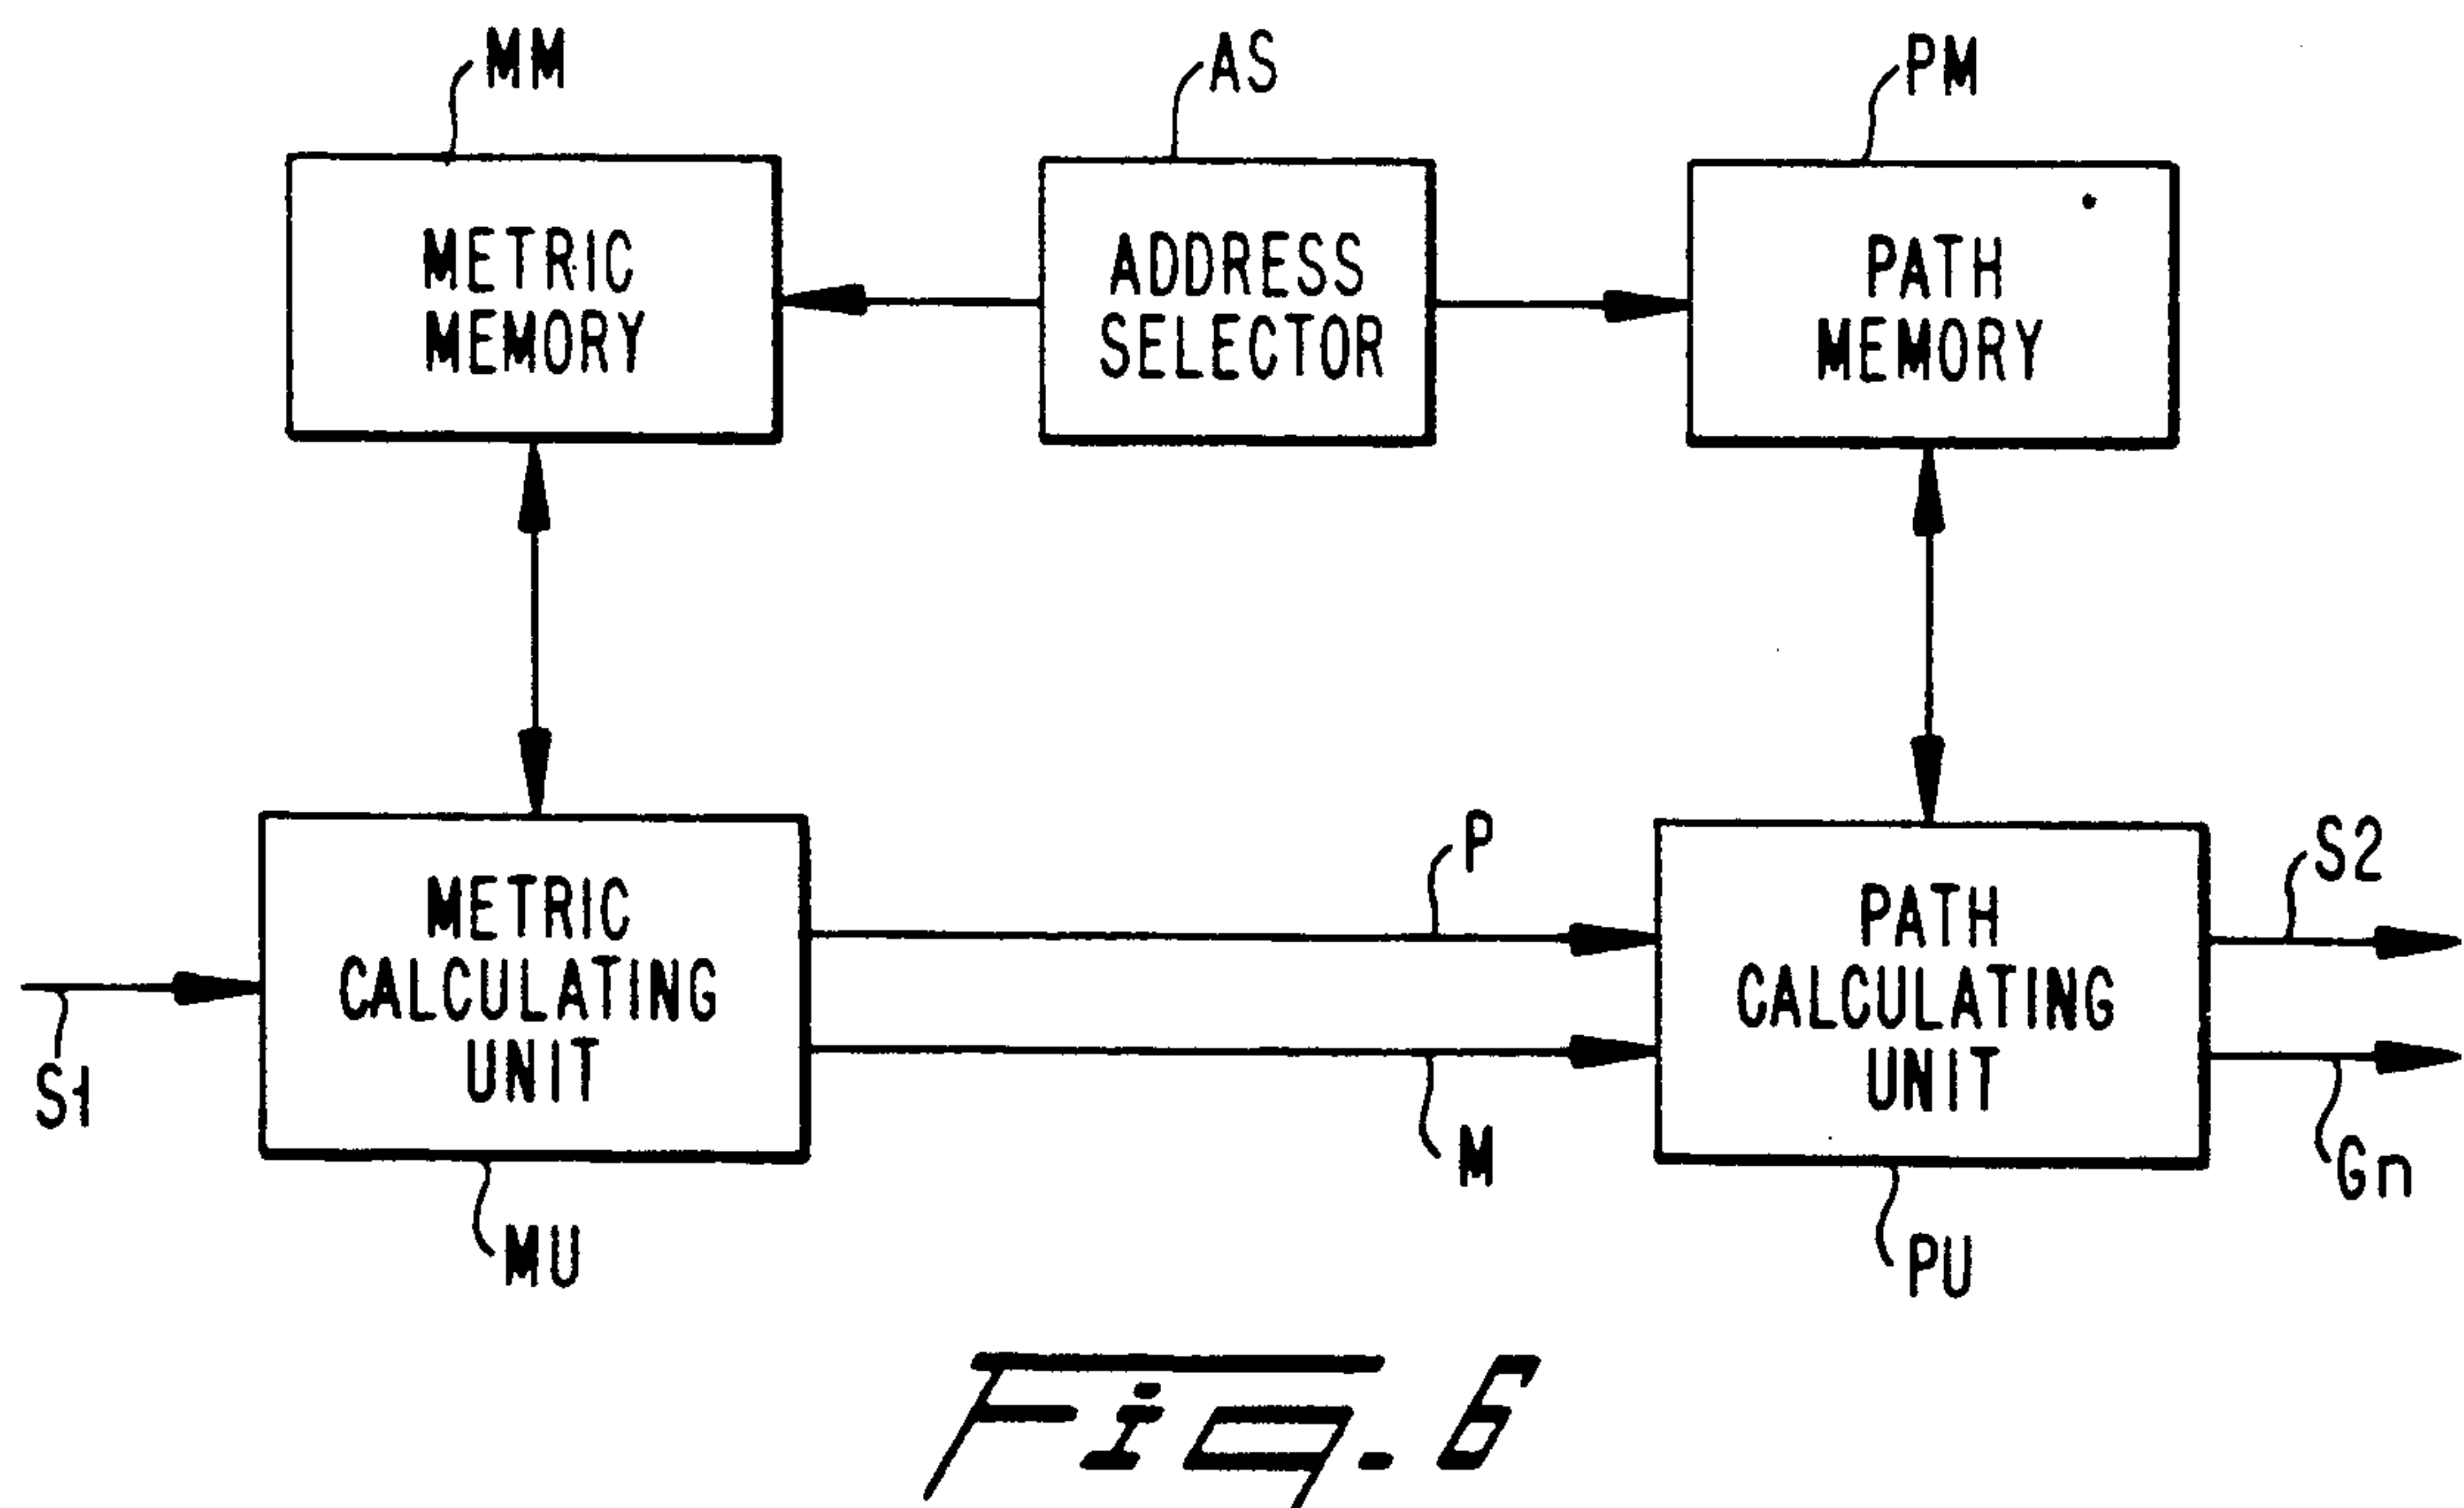 MM
AS
PM
METRIC
MEMORY
ADDRESS
SELECTOR
PATH
MEMORY
P
S2
METRIC
CALCULATING
UNIT
PATH
CALCULATING
UNIT
S1
M
Gn
MU
PU
Fig. 6